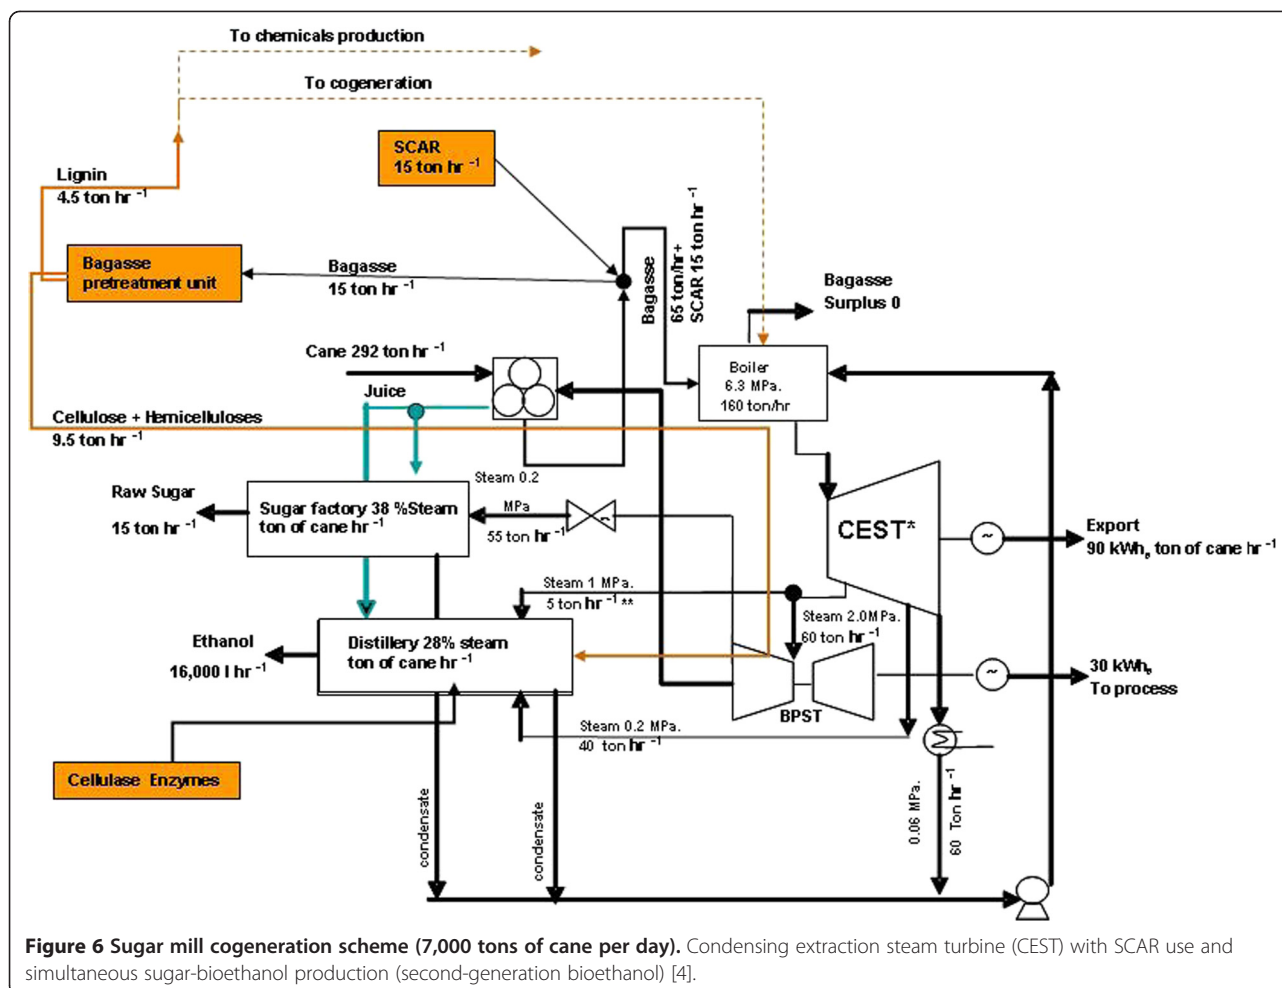 To chemicals production
To cogeneration
SCAR
15 ton hr -1
Lignin
4.5 ton hr -1
Bagasse
pretreatment unit
Bagasse
15 ton hr -1
Bagasse
65 ton/hr+
SCAR 15 ton hr -1
Bagasse
Surplus 0
Cane 292 ton hr -1
Boiler
6.3 MPa.
160 ton/hr
Juice
Cellulose + Hemicelluloses
9.5 ton hr -1
Steam 0.2
MPa
55 ton hr -1
Raw Sugar
15 ton hr -1
Sugar factory 38 %Steam
ton of cane hr -1
CEST*
~
Export
90 kWhe, ton of cane hr -1
Steam 1 MPa.
5 ton hr -1 **
Steam 2.0MPa.
60 ton hr -1
Ethanol
16,000 l hr -1
Distillery 28% steam
ton of cane hr -1
~
30 kWhe
To process
BPST
Steam 0.2 MPa.
40 ton hr -1
Cellulase Enzymes
condensate
condensate
0.06 MPa.
60 Ton hr -1
Figure 6 Sugar mill cogeneration scheme (7,000 tons of cane per day). Condensing extraction steam turbine (CEST) with SCAR use and
simultaneous sugar-bioethanol production (second-generation bioethanol) [4].